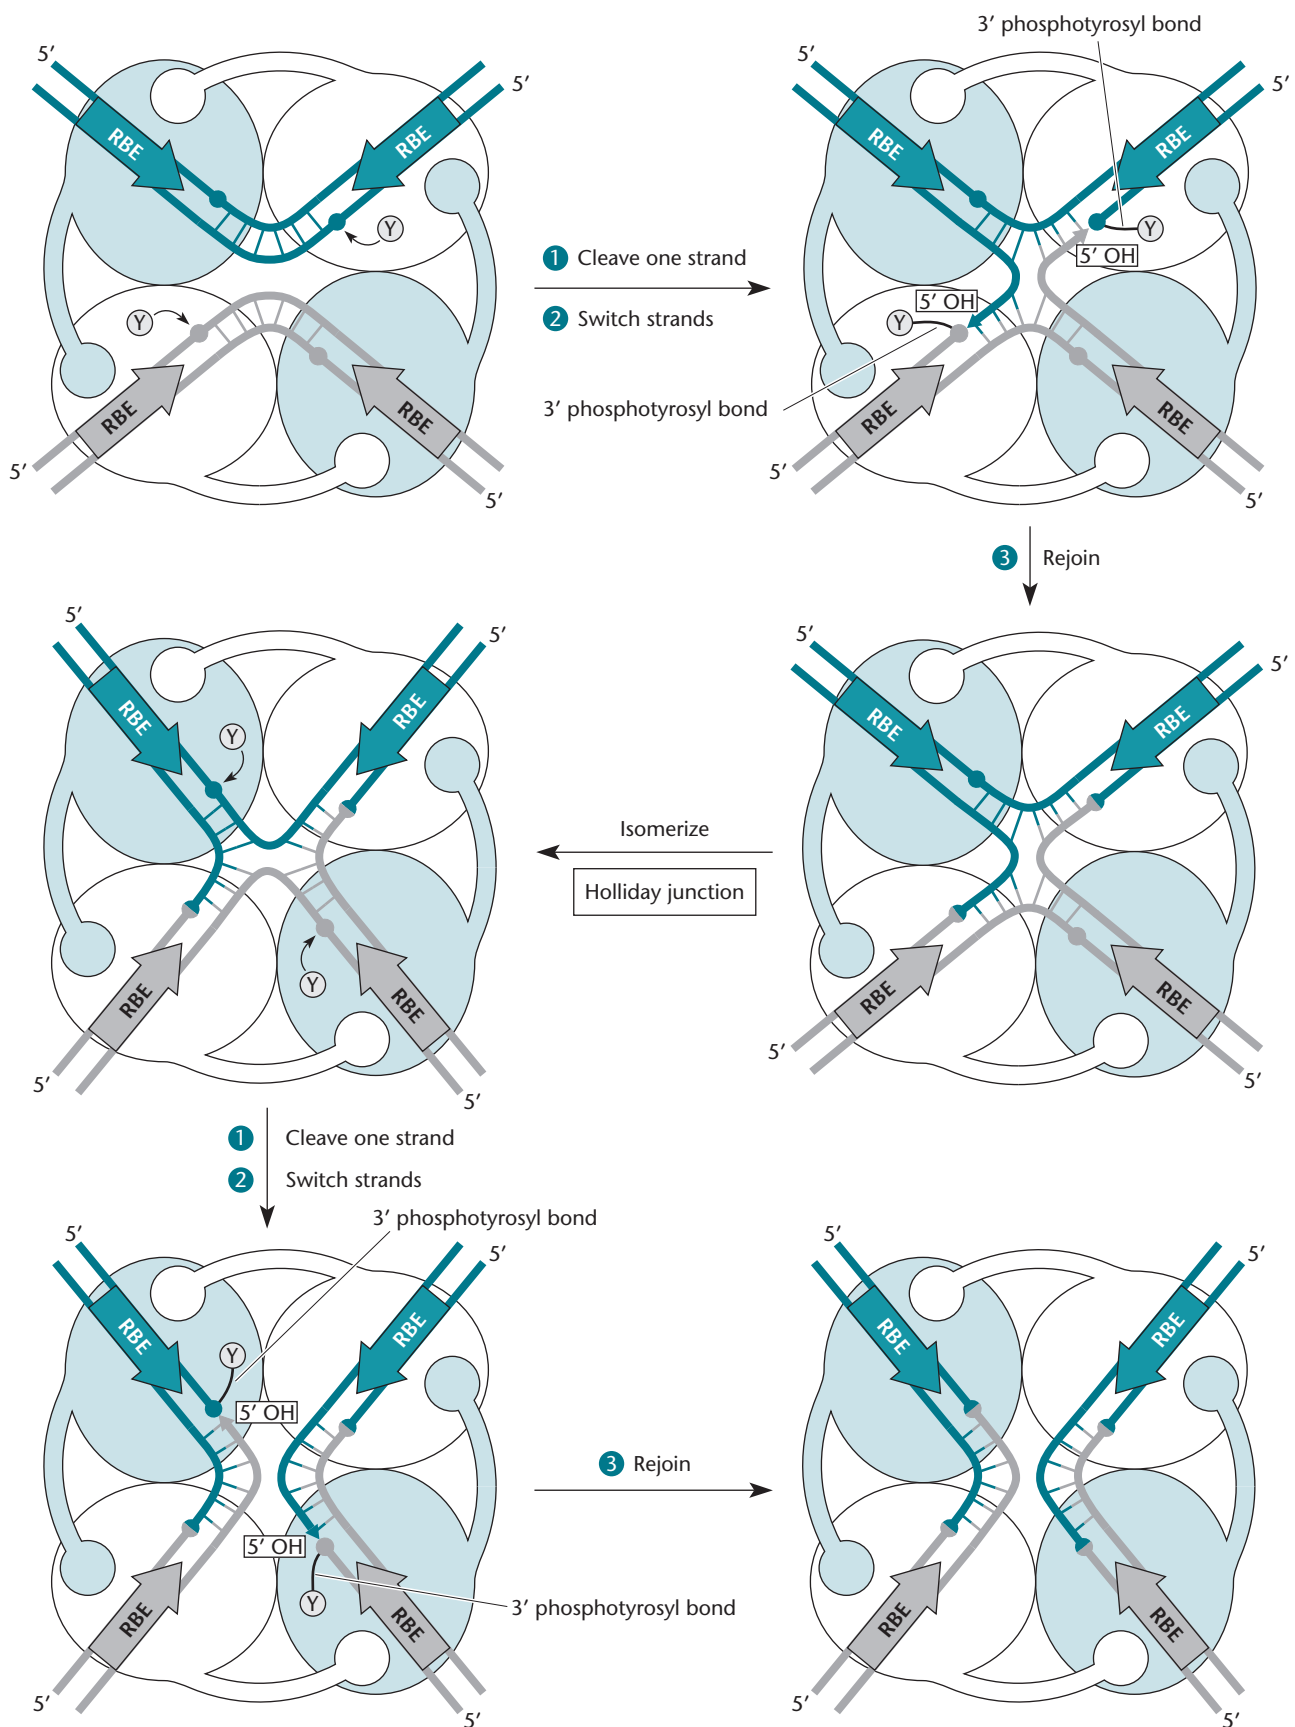 3′ phosphotyrosyl bond
5′
5′
RBE
RBE
Y
Y
RBE
RBE
5′
5′
1 Cleave one strand
2 Switch strands
5′
5′
RBE
RBE
Y
5′ OH
5′ OH
Y
3′ phosphotyrosyl bond
RBE
RBE
5′
5′
3 Rejoin
5′
5′
RBE
RBE
Y
Y
RBE
RBE
5′
5′
Isomerize
Holliday junction
5′
5′
RBE
RBE
RBE
RBE
5′
5′
1 Cleave one strand
2 Switch strands
3′ phosphotyrosyl bond
5′
5′
RBE
RBE
Y
5′ OH
5′ OH
Y
3′ phosphotyrosyl bond
RBE
RBE
5′
5′
3 Rejoin
5′
5′
RBE
RBE
RBE
RBE
5′
5′